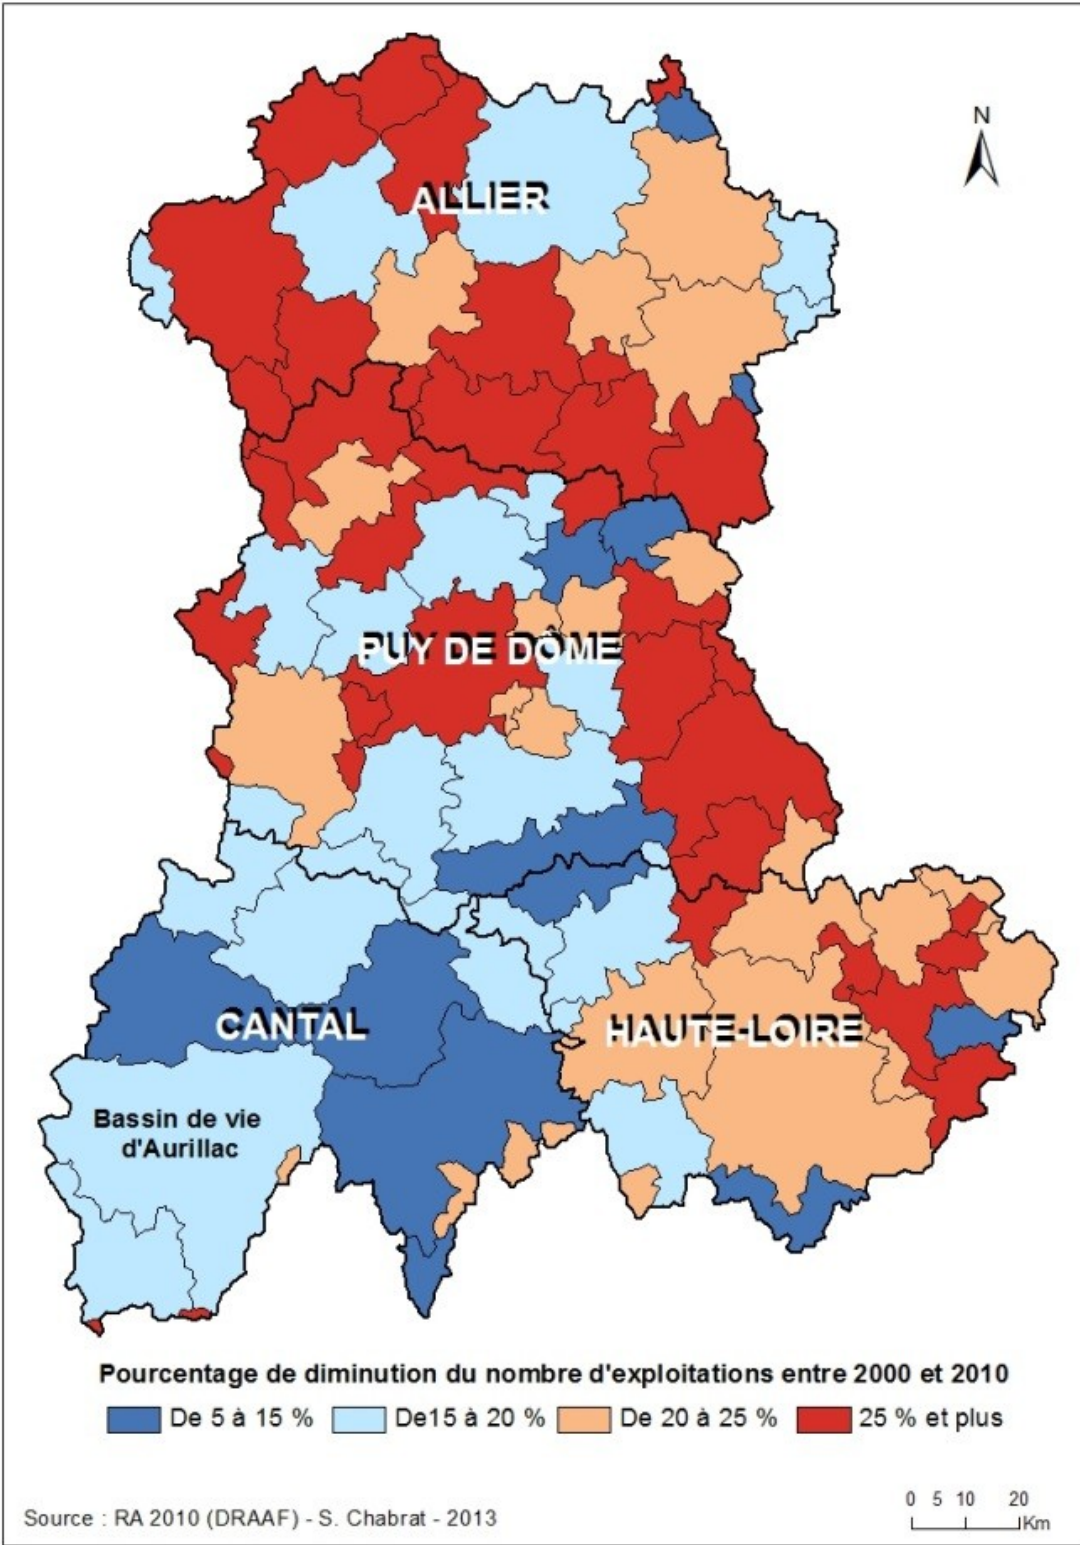 N
ALLIER
PUY DE DÔME
CANTAL
HAUTE-LOIRE
Bassin de vie
d'Aurillac
Pourcentage de diminution du nombre d'exploitations entre 2000 et 2010
De 5 à 15 % De15 à 20 % De 20 à 25 % 25 % et plus
0 5 10 20
Km
Source : RA 2010 (DRAAF) - S. Chabrat - 2013